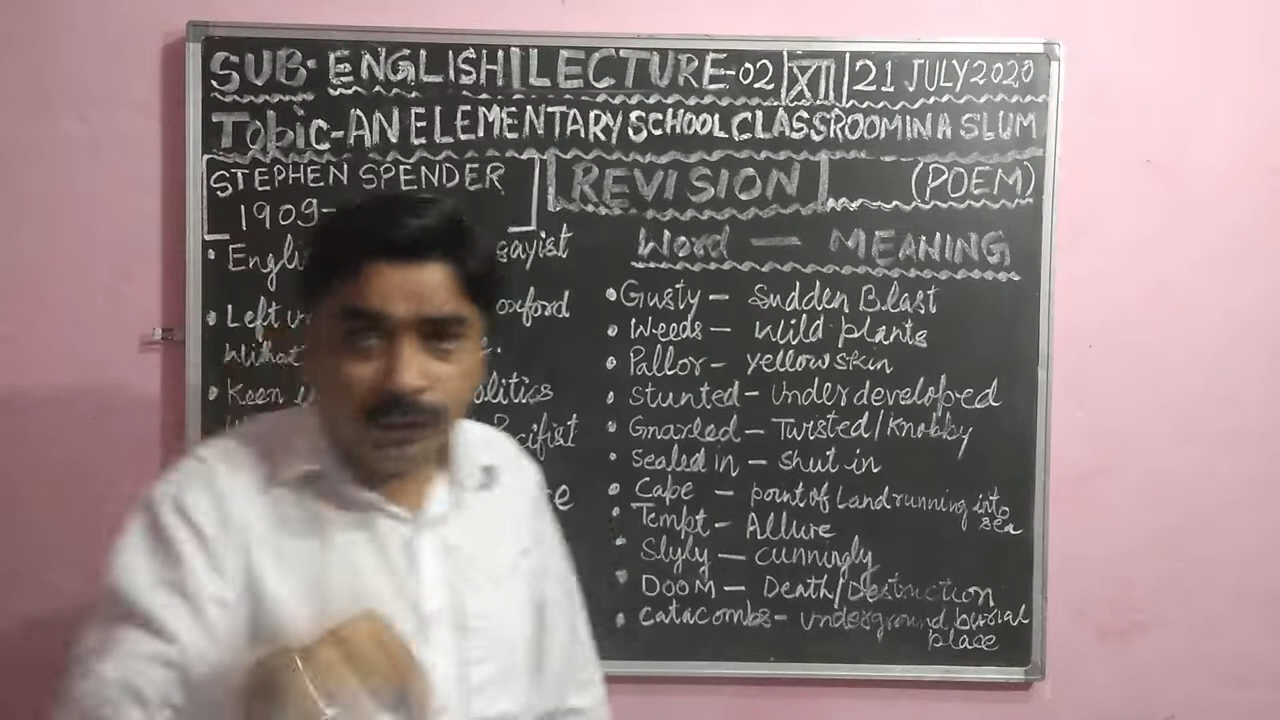 SUB· ENGLISH|LECTURE-02|XII|21 JULY 2020
Topic-AN ELEMENTARY SCHOOL CLASSROOM IN A SLUM
STEPHEN SPENDER
1909-
REVISION
(POEM)
• Left
• Keen
Word — MEANING
• Gusty — Sudden Blast
• Weeds — Wild plants
• Pallor — yellow skin
• Stunted — Underdeveloped
• Gnarled — Twisted/Knobby
• Sealed in — Shut in
• Cape — point of Land running into
sea
• Tempt — Allure
• Slyly — cunningly
• DOOM — Death/Destruction
• Catacombs — underground burial
place